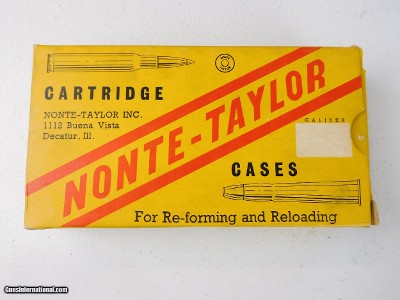 CARTRIDGE
NONTE-TAYLOR INC.
1112 Buena Vista
Decatur, Ill.
NONTE-TAYLOR
CALIBER
CASES
For Re-forming and Reloading
GunsInternational.com